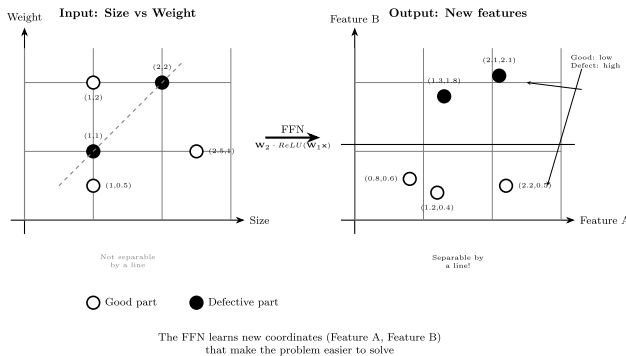 Input: Size vs Weight
Output: New features
Weight
Feature B
(2,2)
(1,2)
(1,1)
(2.5,1)
(1,0.5)
Size
FFN
W₂ · ReLU(W₁x)
(2.1,2.1)
(1.3,1.8)
Good: low
Defect: high
(0.8,0.6)
(2.2,0.5)
(1.2,0.4)
Feature A
Not separable
by a line
Separable by
a line!
Good part
Defective part
The FFN learns new coordinates (Feature A, Feature B)
that make the problem easier to solve